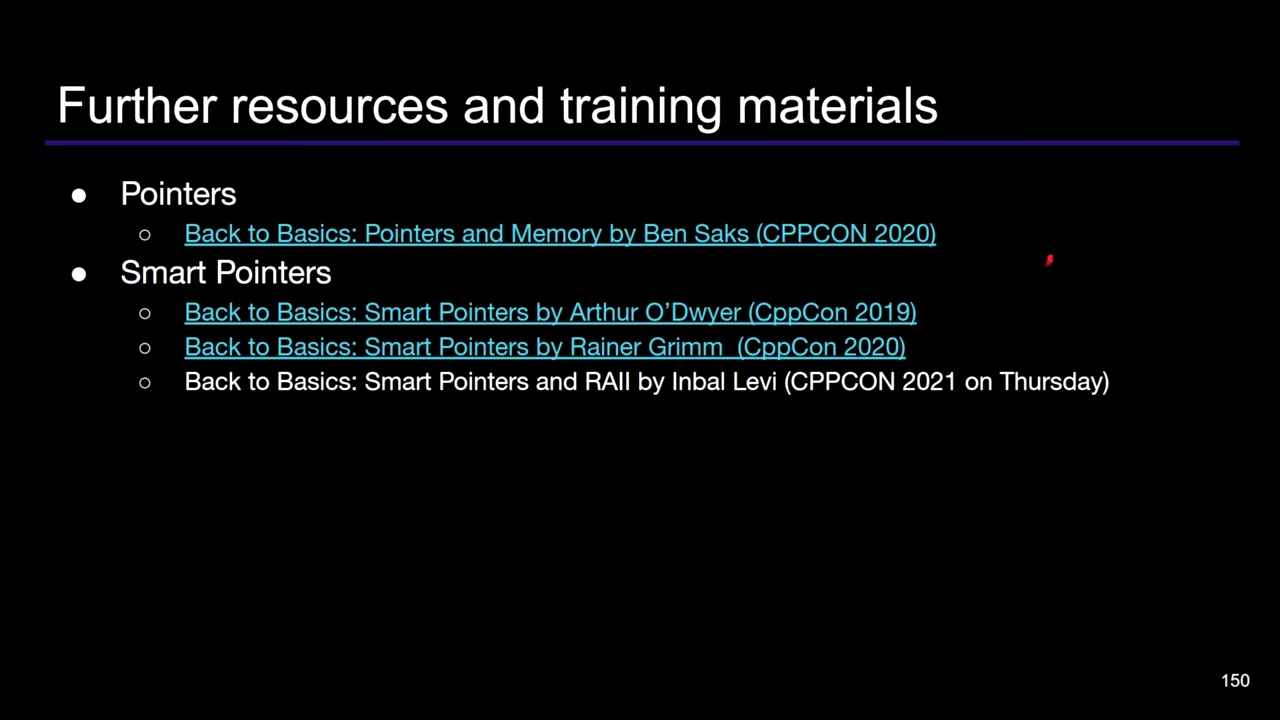 Further resources and training materials
● Pointers
○ Back to Basics: Pointers and Memory by Ben Saks (CPPCON 2020)
● Smart Pointers
○ Back to Basics: Smart Pointers by Arthur O’Dwyer (CppCon 2019)
○ Back to Basics: Smart Pointers by Rainer Grimm  (CppCon 2020)
○ Back to Basics: Smart Pointers and RAII by Inbal Levi (CPPCON 2021 on Thursday)
150